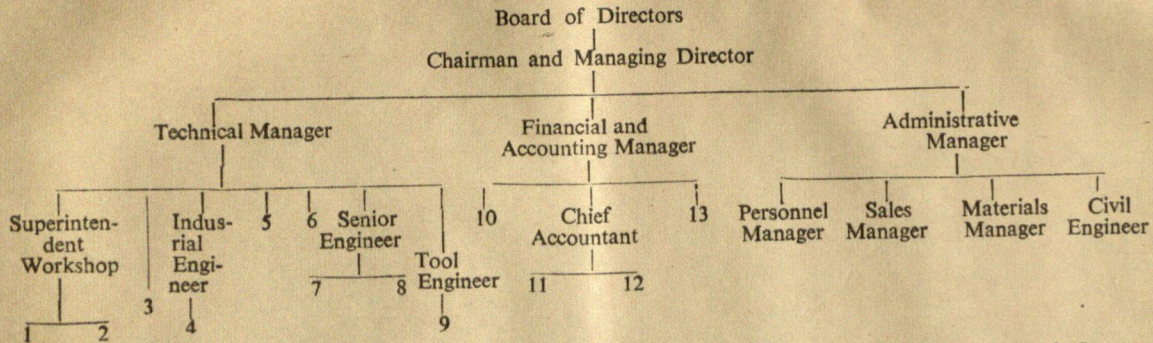 Board of Directors
Chairman and Managing Director
Technical Manager
Financial and
Accounting Manager
Administrative
Manager
Superinten-
dent
Workshop
1 2
3
Indus-
rial
Engi-
neer
4
5
6
Senior
Engineer
7 8
Tool
Engineer
9
10
Chief
Accountant
11 12
13
Personnel
Manager
Sales
Manager
Materials
Manager
Civil
Engineer